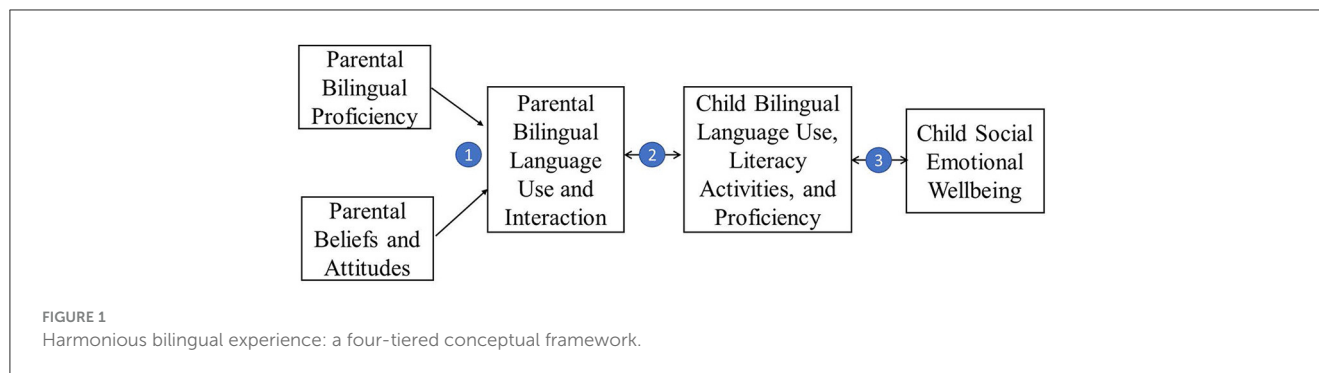 Parental
Bilingual
Proficiency
Parental
Beliefs and
Attitudes
1
Parental
Bilingual
Language
Use and
Interaction
2
Child Bilingual
Language Use,
Literacy
Activities, and
Proficiency
3
Child Social
Emotional
Wellbeing
FIGURE 1
Harmonious bilingual experience: a four-tiered conceptual framework.